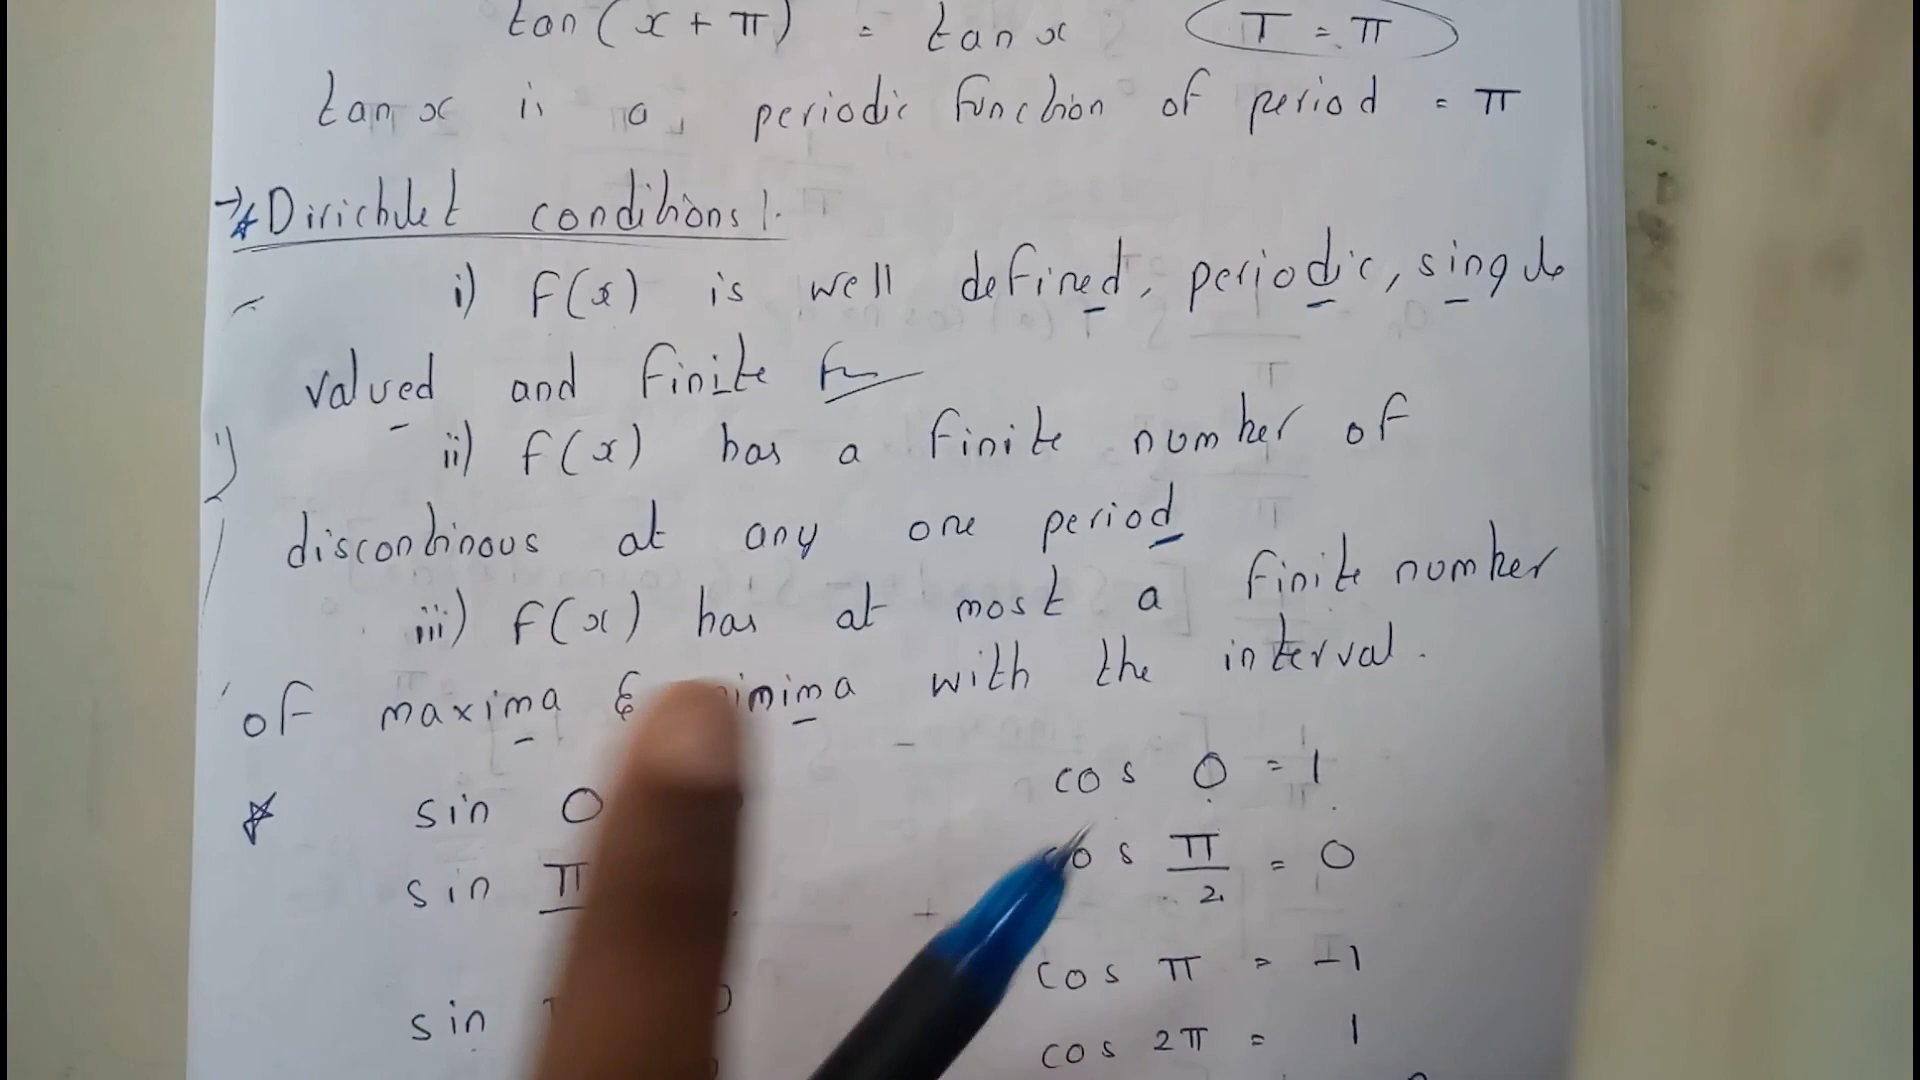 tan (x + π) = tan x T = π
tan x is a periodic function of period = π
→ * Dirichlet conditions :
i) f(x) is well defined, periodic, single
valued and finite fn
ii) f(x) has a finite number of
discontinous at any one period
iii) f(x) has at most a finite number
of maxima & minima with the interval.
* sin 0 cos 0 = 1
sin π cos π/2 = 0
cos π = -1
sin 0 cos 2π = 1